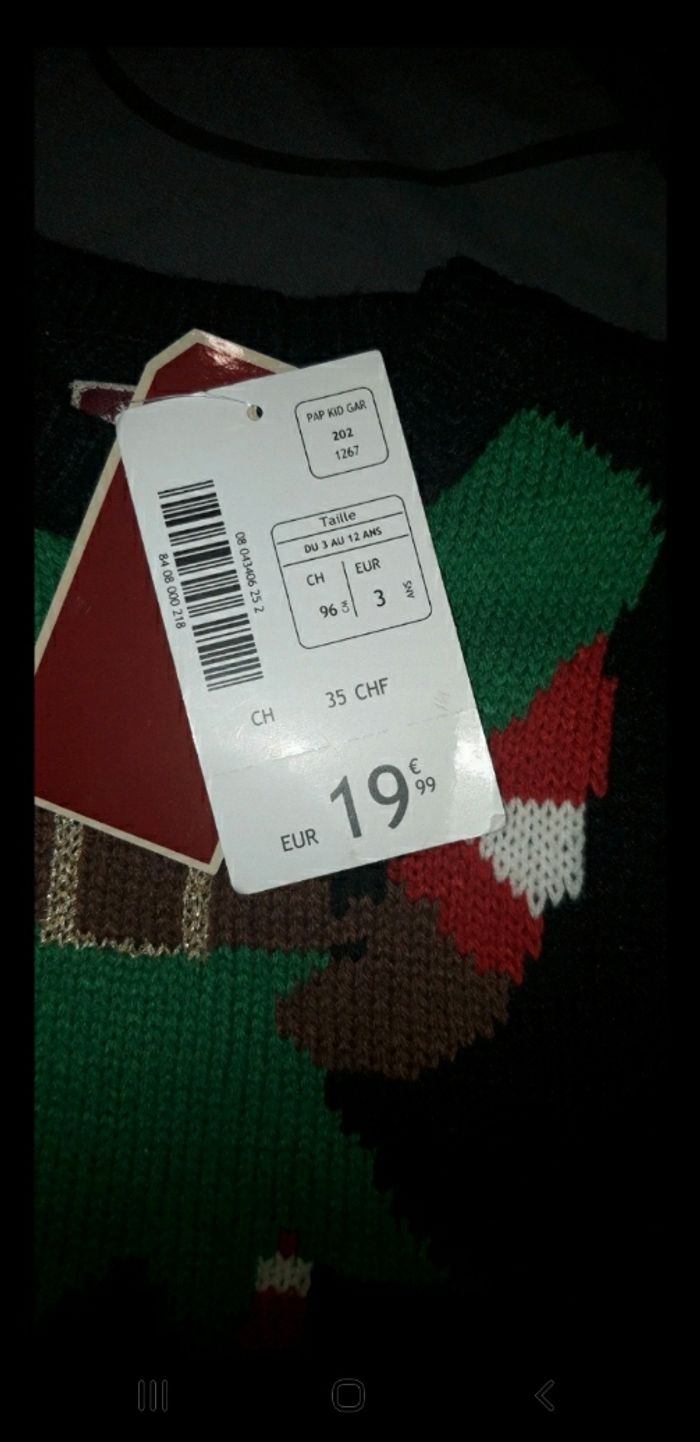 PAP KID GAR
202
1267
Taille
DU 3 AU 12 ANS
CH EUR
96 CM 3 ANS
08 043406 25 2
84 08 000 218
CH 35 CHF
EUR 19€99